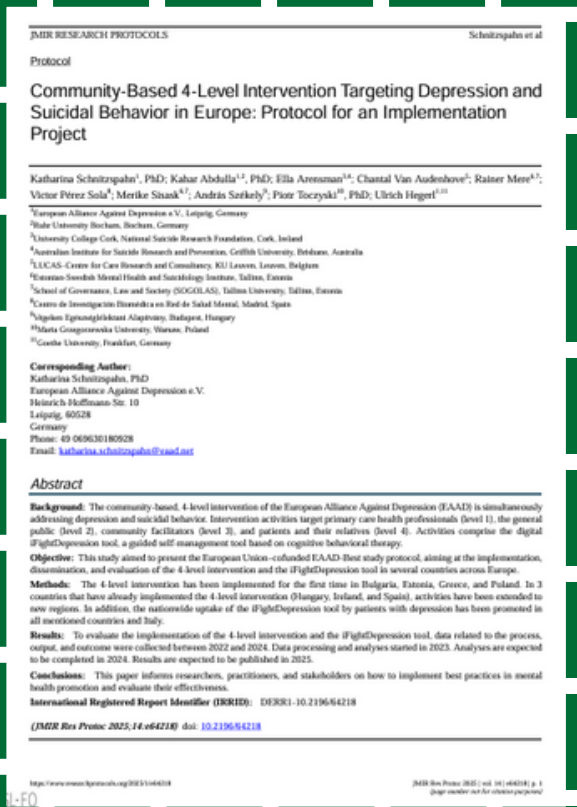 JMIR RESEARCH PROTOCOLS Schnitzspahn et al
Protocol
Community-Based 4-Level Intervention Targeting Depression and
Suicidal Behavior in Europe: Protocol for an Implementation
Project
Katharina Schnitzspahn1, PhD; Kahar Abdulla1,2, PhD; Ella Arensman3,4; Chantal Van Audenhove5; Rainer Mere6,7;
Victor Pérez Sola8; Merike Sisask6,7; András Székely9; Piotr Toczyski10, PhD; Ulrich Hegerl1,11
1European Alliance Against Depression e.V., Leipzig, Germany
2Ruhr University Bochum, Bochum, Germany
3University College Cork, National Suicide Research Foundation, Cork, Ireland
4Australian Institute for Suicide Research and Prevention, Griffith University, Brisbane, Australia
5LUCAS–Centre for Care Research and Consultancy, KU Leuven, Leuven, Belgium
6Estonian-Swedish Mental Health and Suicidology Institute, Tallinn, Estonia
7School of Governance, Law and Society (SOGOLAS), Tallinn University, Tallinn, Estonia
8Centro de Investigación Biomédica en Red de Salud Mental, Madrid, Spain
9Végeken Egészséglélektani Alapítvány, Budapest, Hungary
10Maria Grzegorzewska University, Warsaw, Poland
11Goethe University, Frankfurt, Germany
Corresponding Author:
Katharina Schnitzspahn, PhD
European Alliance Against Depression e.V.
Heinrich-Hoffmann-Str. 10
Leipzig, 60528
Germany
Phone: 49 069630180928
Email: katharina.schnitzspahn@eaad.net
Abstract
Background: The community-based, 4-level intervention of the European Alliance Against Depression (EAAD) is simultaneously
addressing depression and suicidal behavior. Intervention activities target primary care health professionals (level 1), the general
public (level 2), community facilitators (level 3), and patients and their relatives (level 4). Activities comprise the digital
iFightDepression tool, a guided self-management tool based on cognitive behavioral therapy.
Objective: This study aimed to present the European Union–cofunded EAAD-Best study protocol, aiming at the implementation,
dissemination, and evaluation of the 4-level intervention and the iFightDepression tool in several countries across Europe.
Methods: The 4-level intervention has been implemented for the first time in Bulgaria, Estonia, Greece, and Poland. In 3
countries that have already implemented the 4-level intervention (Hungary, Ireland, and Spain), activities have been extended to
new regions. In addition, the nationwide uptake of the iFightDepression tool by patients with depression has been promoted in
all mentioned countries and Italy.
Results: To evaluate the implementation of the 4-level intervention and the iFightDepression tool, data related to the process,
output, and outcome were collected between 2022 and 2024. Data processing and analyses started in 2023. Analyses are expected
to be completed in 2024. Results are expected to be published in 2025.
Conclusions: This paper informs researchers, practitioners, and stakeholders on how to implement best practices in mental
health promotion and evaluate their effectiveness.
International Registered Report Identifier (IRRID): DERR1-10.2196/64218
(JMIR Res Protoc 2025;14:e64218) doi: 10.2196/64218
https://www.researchprotocols.org/2025/1/e64218 JMIR Res Protoc 2025 | vol. 14 | e64218 | p. 1
(page number not for citation purposes)